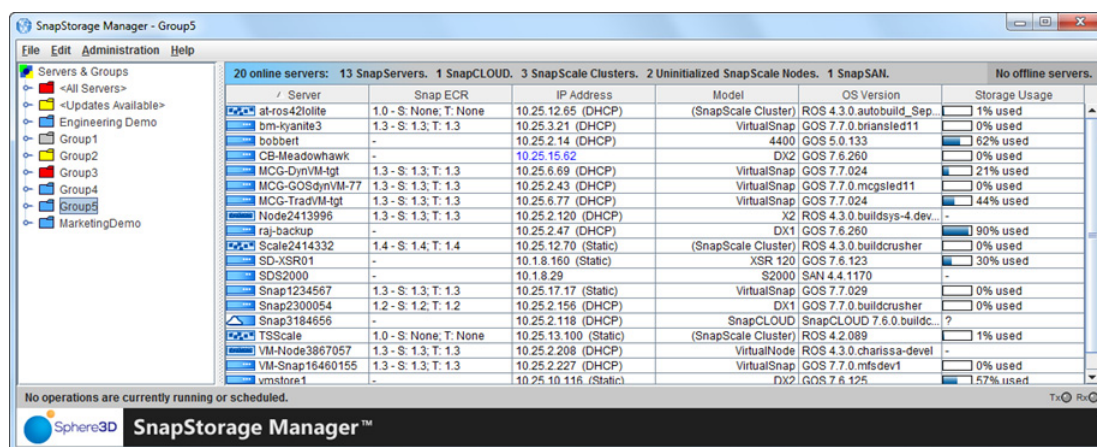 SnapStorage Manager - Group5
File Edit Administration Help
Servers & Groups
<All Servers>
<Updates Available>
Engineering Demo
Group1
Group2
Group3
Group4
Group5
MarketingDemo
20 online servers: 13 SnapServers. 1 SnapCLOUD. 3 SnapScale Clusters. 2 Uninitialized SnapScale Nodes. 1 SnapSAN. No offline servers.
Server Snap ECR IP Address Model OS Version Storage Usage
at-ros42lolite 1.0 - S: None; T: None 10.25.12.65 (DHCP) (SnapScale Cluster) ROS 4.3.0.autobuild_Sep... 1% used
bm-kyanite3 1.3 - S: 1.3; T: 1.3 10.25.3.21 (DHCP) VirtualSnap GOS 7.7.0.briansled11 0% used
bobbert - 10.25.2.14 (DHCP) 4400 GOS 5.0.133 62% used
CB-Meadowhawk - 10.25.15.62 DX2 GOS 7.6.260 0% used
MCG-DynVM-tgt 1.3 - S: 1.3; T: 1.3 10.25.6.69 (DHCP) VirtualSnap GOS 7.7.024 21% used
MCG-GOSdynVM-77 1.3 - S: 1.3; T: 1.3 10.25.2.43 (DHCP) VirtualSnap GOS 7.7.0.mcgsled11 0% used
MCG-TradVM-tgt 1.3 - S: 1.3; T: 1.3 10.25.6.77 (DHCP) VirtualSnap GOS 7.7.024 44% used
Node2413996 1.3 - S: 1.3; T: 1.3 10.25.2.120 (DHCP) X2 ROS 4.3.0.buildsys-4.dev... -
raj-backup - 10.25.2.47 (DHCP) DX1 GOS 7.6.260 90% used
Scale2414332 1.4 - S: 1.4; T: 1.4 10.25.12.70 (Static) (SnapScale Cluster) ROS 4.3.0.buildcrusher 0% used
SD-XSR01 - 10.1.8.160 (Static) XSR 120 GOS 7.6.123 30% used
SDS2000 - 10.1.8.29 S2000 SAN 4.4.1170 -
Snap1234567 1.3 - S: 1.3; T: 1.3 10.25.17.17 (Static) VirtualSnap GOS 7.7.029 0% used
Snap2300054 1.2 - S: 1.2; T: 1.2 10.25.2.156 (DHCP) DX1 GOS 7.7.0.buildcrusher 0% used
Snap3184656 - 10.25.2.118 (DHCP) SnapCLOUD SnapCLOUD 7.6.0.buildc... ?
TSScale 1.0 - S: None; T: None 10.25.13.100 (Static) (SnapScale Cluster) ROS 4.2.089 1% used
VM-Node3867057 1.3 - S: 1.3; T: 1.3 10.25.2.208 (DHCP) VirtualNode ROS 4.3.0.charissa-devel -
VM-Snap16460155 1.3 - S: 1.3; T: 1.3 10.25.2.227 (DHCP) VirtualSnap GOS 7.7.0.mfsdev1 0% used
vmstore1 - 10.25.10.116 (Static) DX2 GOS 7.6.125 57% used
No operations are currently running or scheduled. Tx Rx
Sphere3D SnapStorage Manager™